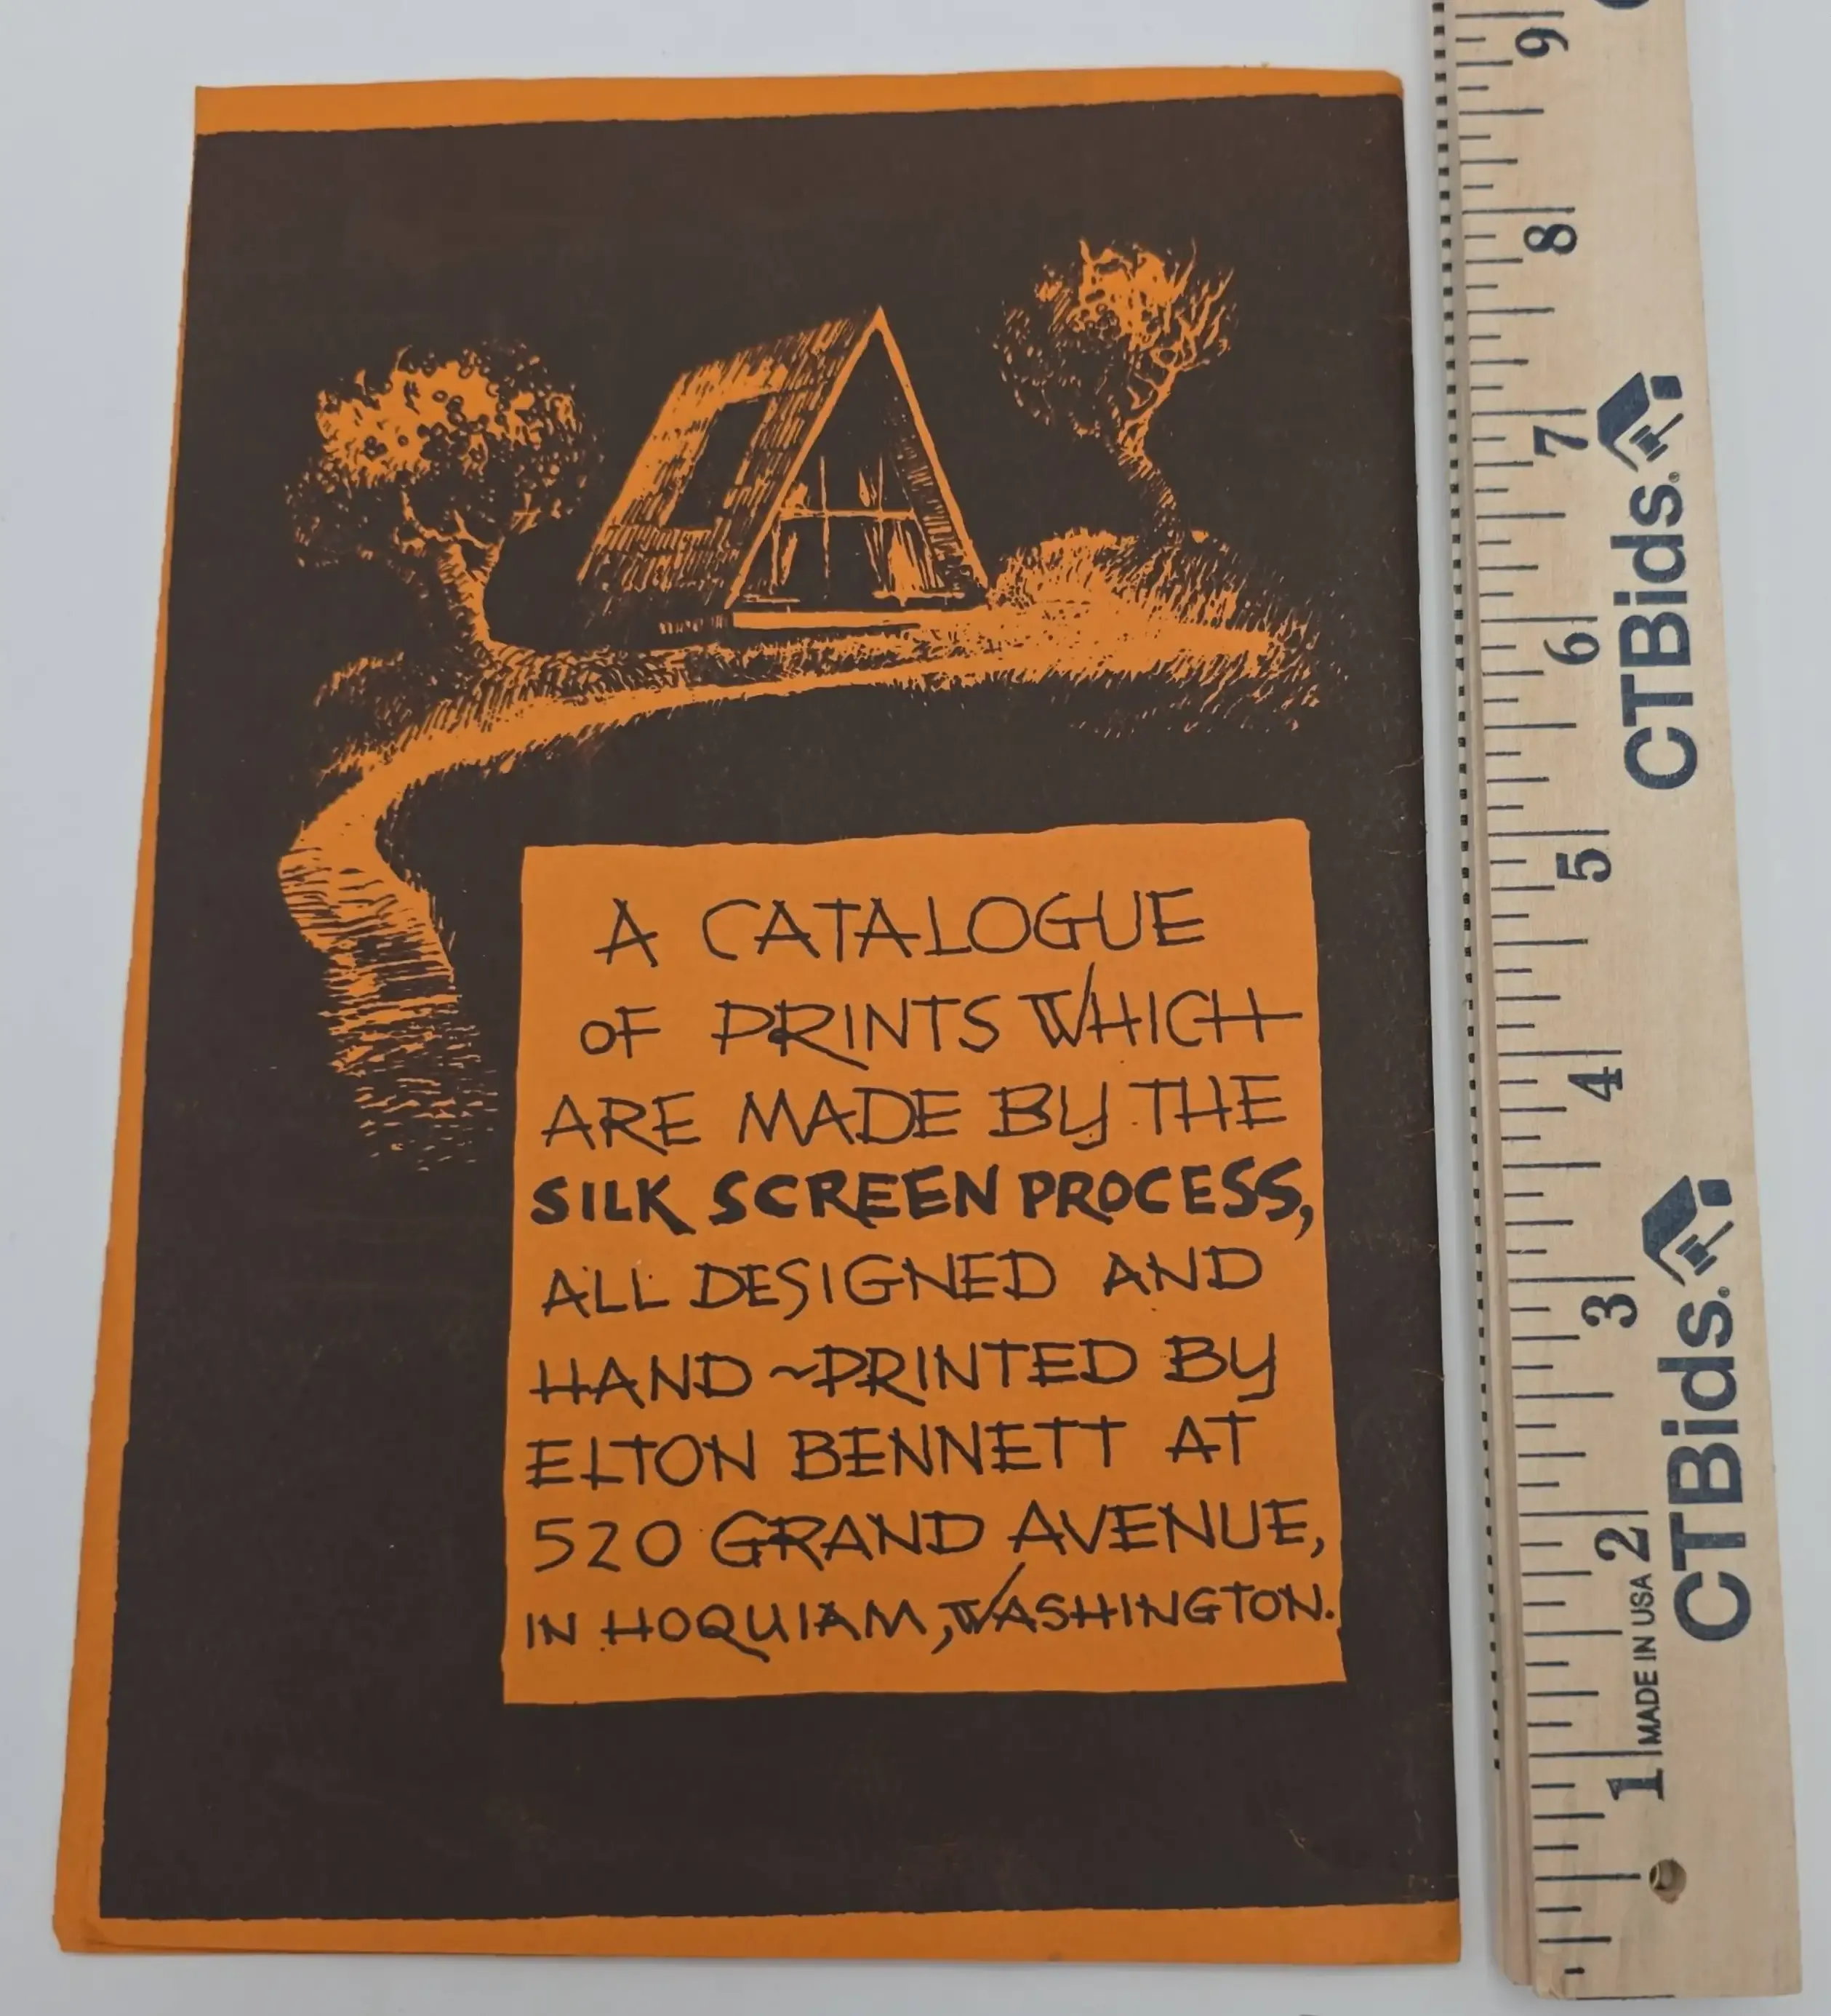 A CATALOGUE
OF PRINTS WHICH
ARE MADE BY THE
SILK SCREEN PROCESS,
ALL DESIGNED AND
HAND~PRINTED BY
ELTON BENNETT AT
520 GRAND AVENUE,
IN HOQUIAM, WASHINGTON.
9
8
7
6
5
4
3
2
1
MADE IN USA
CTBids.
CTBids.